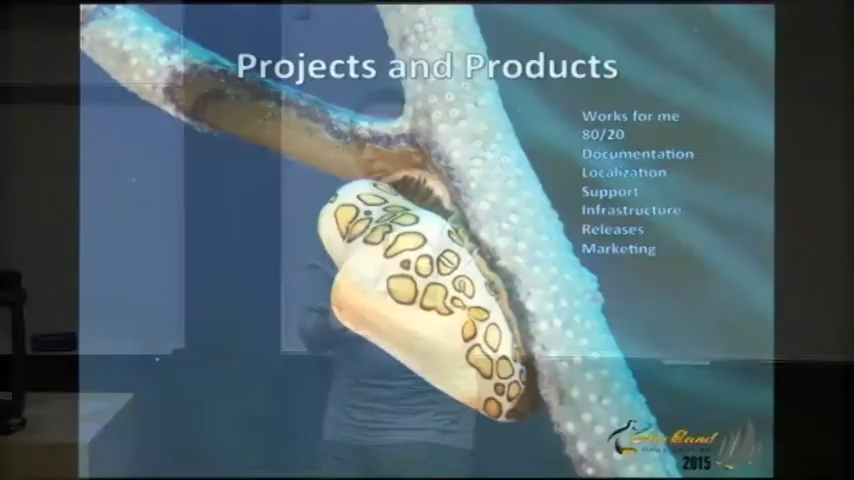 Projects and Products
Works for me
80/20
Documentation
Localization
Support
Infrastructure
Releases
Marketing
2015